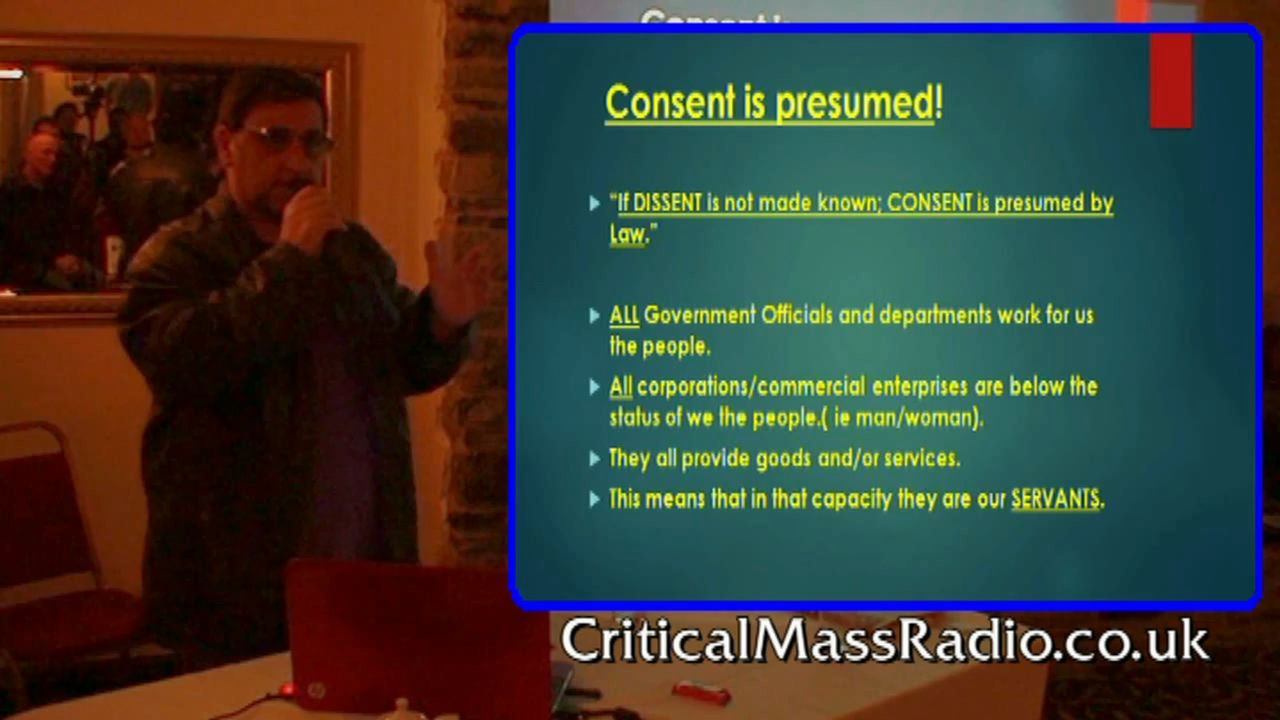 Consent is presumed!
"If DISSENT is not made known; CONSENT is presumed by
Law."
ALL Government Officials and departments work for us
the people.
All corporations/commercial enterprises are below the
status of we the people.( ie man/woman).
They all provide goods and/or services.
This means that in that capacity they are our SERVANTS.
CriticalMassRadio.co.uk
hp